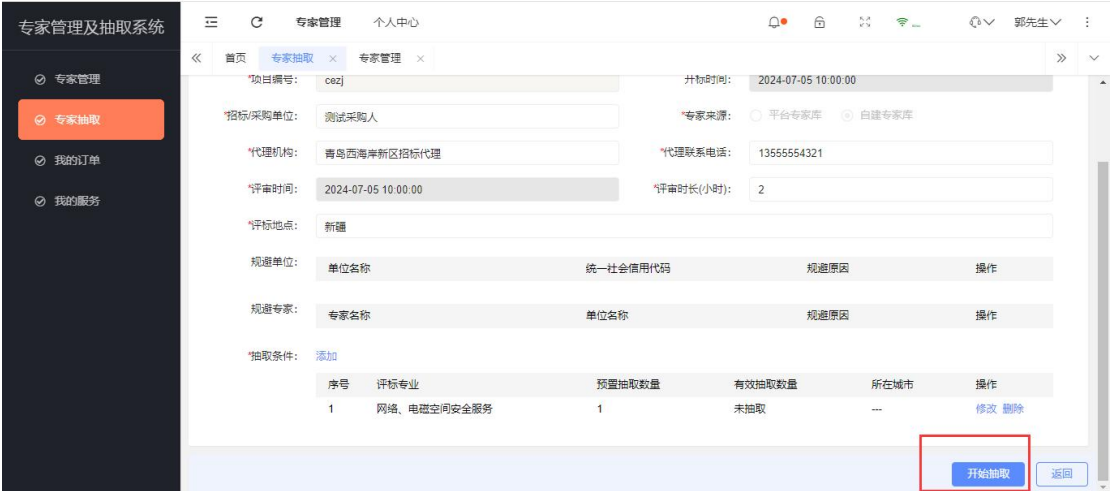 专家管理及抽取系统
专家管理 个人中心
郭先生
首页 专家抽取 × 专家管理 ×
专家管理
专家抽取
我的订单
我的服务
*项目编号: cezj 开标时间: 2024-07-05 10:00:00
*招标/采购单位: 测试采购人 *专家来源: 平台专家库 自建专家库
*代理机构: 青岛西海岸新区招标代理 *代理联系电话: 13555554321
*评审时间: 2024-07-05 10:00:00 *评审时长(小时): 2
*评标地点: 新疆
规避单位: 单位名称 统一社会信用代码 规避原因 操作
规避专家: 专家名称 单位名称 规避原因 操作
*抽取条件: 添加
序号 评标专业 预置抽取数量 有效抽取数量 所在城市 操作
1 网络、电磁空间安全服务 1 未抽取 --- 修改 删除
开始抽取 返回